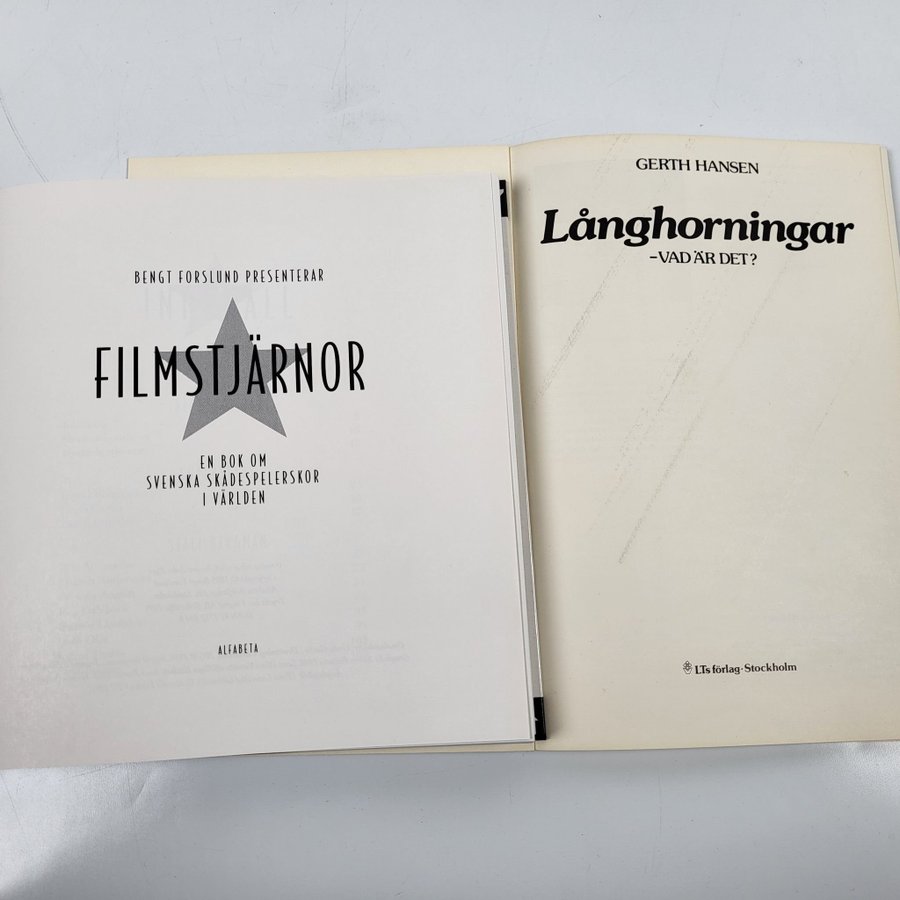 BENGT FORSLUND PRESENTERAR
FILMSTJÄRNOR
EN BOK OM
SVENSKA SKÅDESPELERSKOR
I VÄRLDEN
ALFABETA
GERTH HANSEN
Långhorningar
–VAD ÄR DET?
LTs förlag·Stockholm